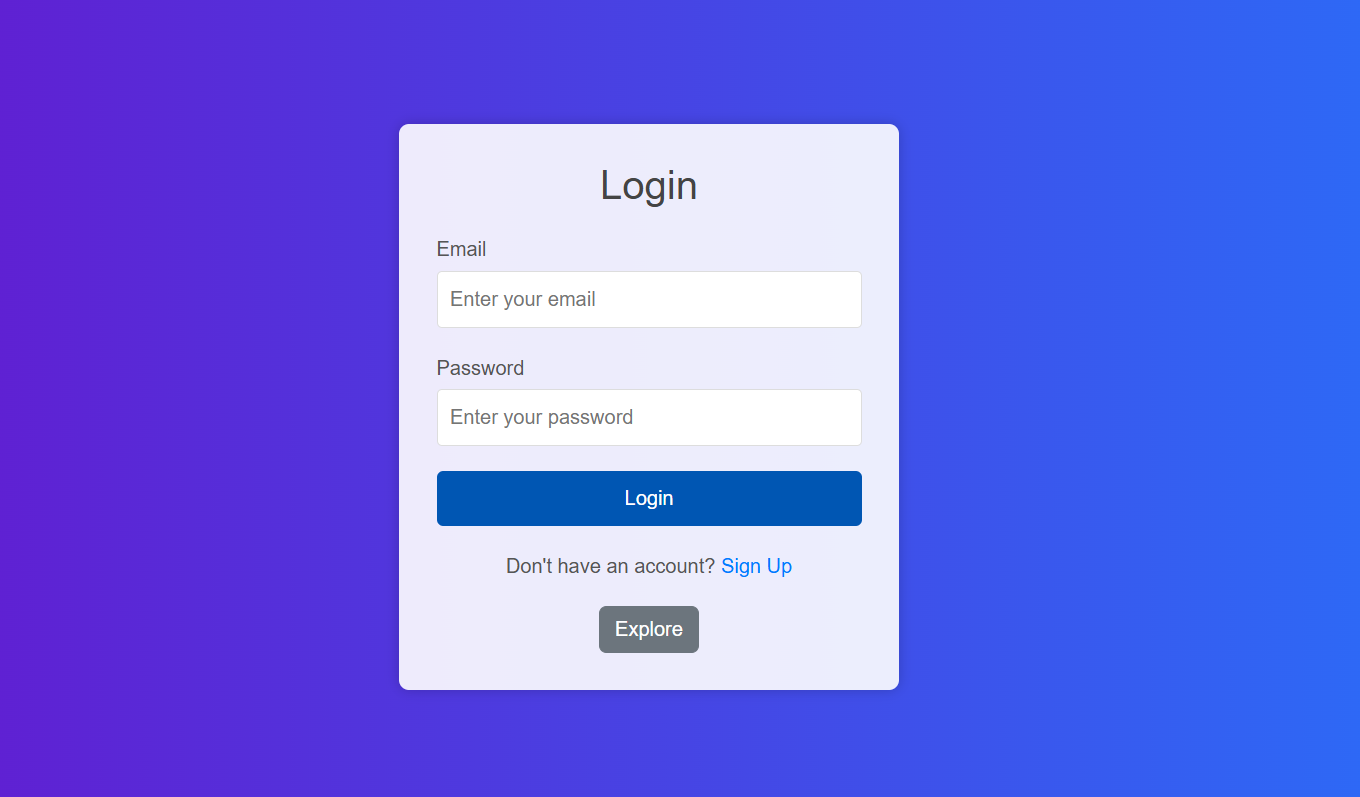 Login
Email
Enter your email
Password
Enter your password
Login
Don't have an account? Sign Up
Explore